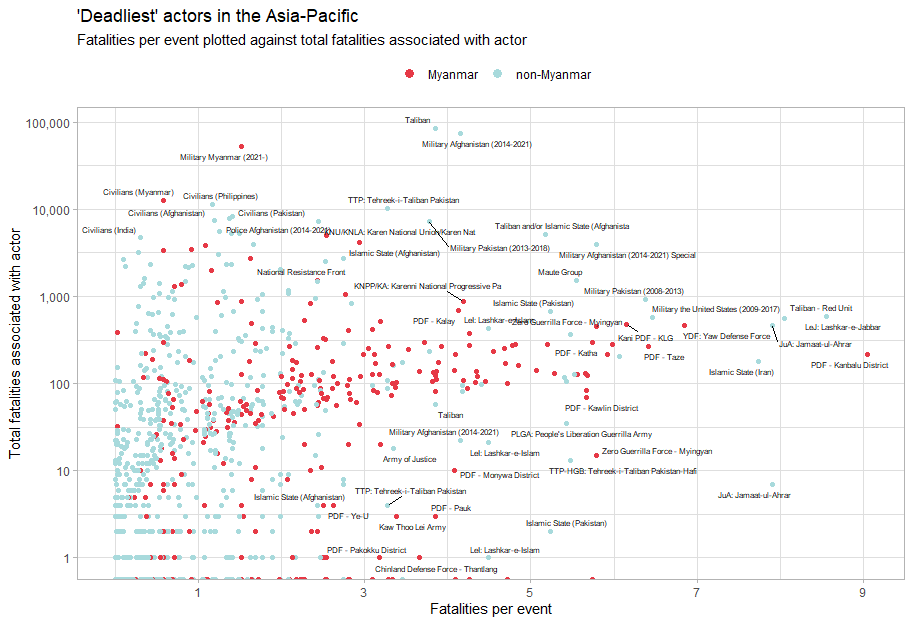 'Deadliest' actors in the Asia-Pacific
Fatalities per event plotted against total fatalities associated with actor
Myanmar non-Myanmar
100,000
10,000
1,000
100
10
1
Total fatalities associated with actor
Taliban
Military Afghanistan (2014-2021)
Military Myanmar (2021-)
Civilians (Myanmar)
Civilians (Philippines)
TTP: Tehreek-i-Taliban Pakistan
Civilians (Afghanistan)
Civilians (Pakistan)
Civilians (India)
Police Afghanistan (2014-2021)
KNU/KNLA: Karen National Union/Karen Nat
Taliban and/or Islamic State (Afghanista
Military Pakistan (2013-2018)
Islamic State (Afghanistan)
Military Afghanistan (2014-2021) Special
National Resistance Front
Maute Group
KNPP/KA: Karenni National Progressive Pa
Military Pakistan (2008-2013)
Islamic State (Pakistan)
Military the United States (2009-2017)
Taliban - Red Unit
PDF - Kalay
LeI: Lashkar-e-Islam
Zero Guerrilla Force - Myingyan
LeJ: Lashkar-e-Jabbar
Kani PDF - KLG
YDF: Yaw Defense Force
JuA: Jamaat-ul-Ahrar
PDF - Katha
PDF - Taze
PDF - Kanbalu District
Islamic State (Iran)
PDF - Kawlin District
Taliban
Military Afghanistan (2014-2021)
PLGA: People's Liberation Guerrilla Army
Army of Justice
LeI: Lashkar-e-Islam
Zero Guerrilla Force - Myingyan
PDF - Monywa District
TTP-HGB: Tehreek-i-Taliban Pakistan-Hafi
TTP: Tehreek-i-Taliban Pakistan
Islamic State (Afghanistan)
JuA: Jamaat-ul-Ahrar
PDF - Pauk
PDF - Ye-U
Kaw Thoo Lei Army
Islamic State (Pakistan)
PDF - Pakokku District
LeI: Lashkar-e-Islam
Chinland Defense Force - Thantlang
1 3 5 7 9
Fatalities per event